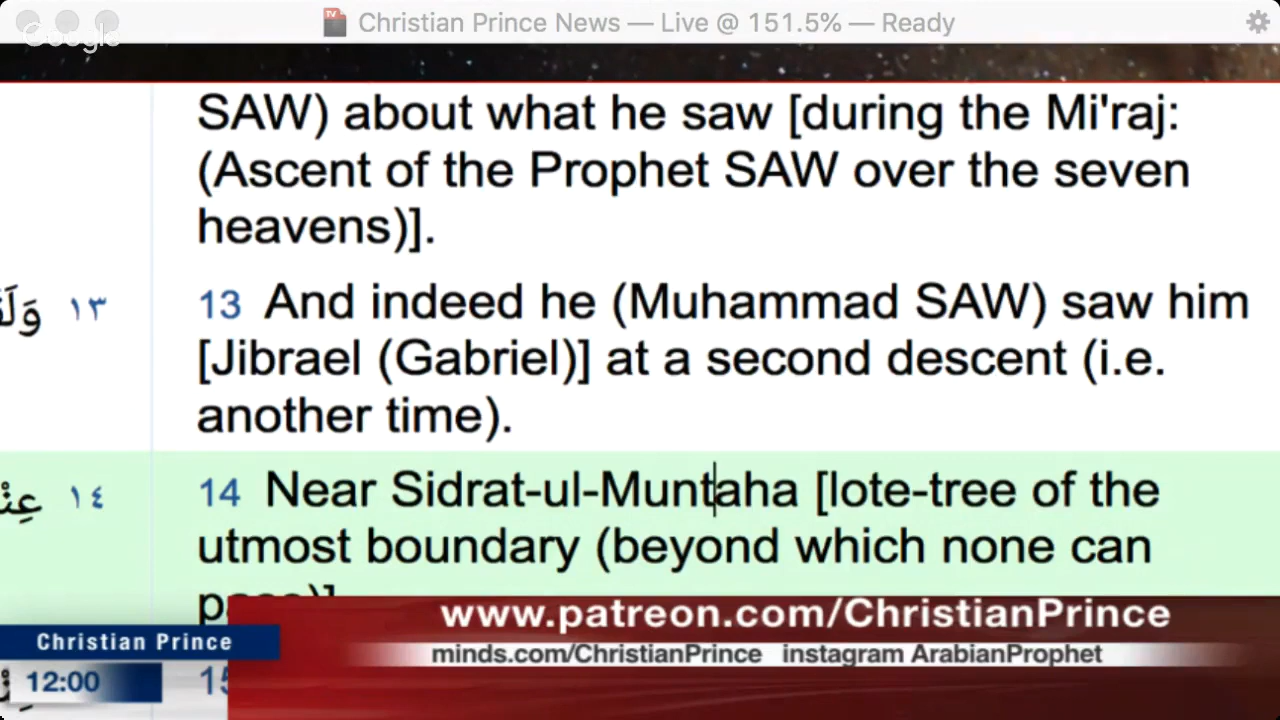 Christian Prince News — Live @ 151.5% — Ready
Google
SAW) about what he saw [during the Mi'raj:
(Ascent of the Prophet SAW over the seven
heavens)].
١٣
13 And indeed he (Muhammad SAW) saw him
[Jibrael (Gabriel)] at a second descent (i.e.
another time).
١٤
14 Near Sidrat-ul-Muntaha [lote-tree of the
utmost boundary (beyond which none can
www.patreon.com/ChristianPrince
Christian Prince
minds.com/ChristianPrince instagram ArabianProphet
12:00